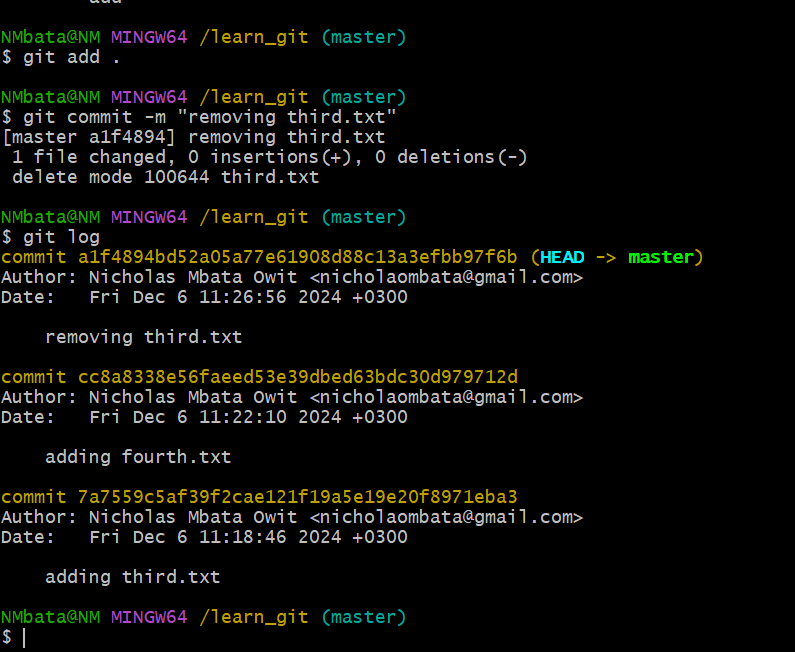 add
NMbata@NM MINGW64 /learn_git (master)
$ git add .
NMbata@NM MINGW64 /learn_git (master)
$ git commit -m "removing third.txt"
[master a1f4894] removing third.txt
 1 file changed, 0 insertions(+), 0 deletions(-)
 delete mode 100644 third.txt
NMbata@NM MINGW64 /learn_git (master)
$ git log
commit a1f4894bd52a05a77e61908d88c13a3efbb97f6b (HEAD -> master)
Author: Nicholas Mbata Owit <nicholaombata@gmail.com>
Date:   Fri Dec 6 11:26:56 2024 +0300
    removing third.txt
commit cc8a8338e56faeed53e39dbed63bdc30d979712d
Author: Nicholas Mbata Owit <nicholaombata@gmail.com>
Date:   Fri Dec 6 11:22:10 2024 +0300
    adding fourth.txt
commit 7a7559c5af39f2cae121f19a5e19e20f8971eba3
Author: Nicholas Mbata Owit <nicholaombata@gmail.com>
Date:   Fri Dec 6 11:18:46 2024 +0300
    adding third.txt
NMbata@NM MINGW64 /learn_git (master)
$